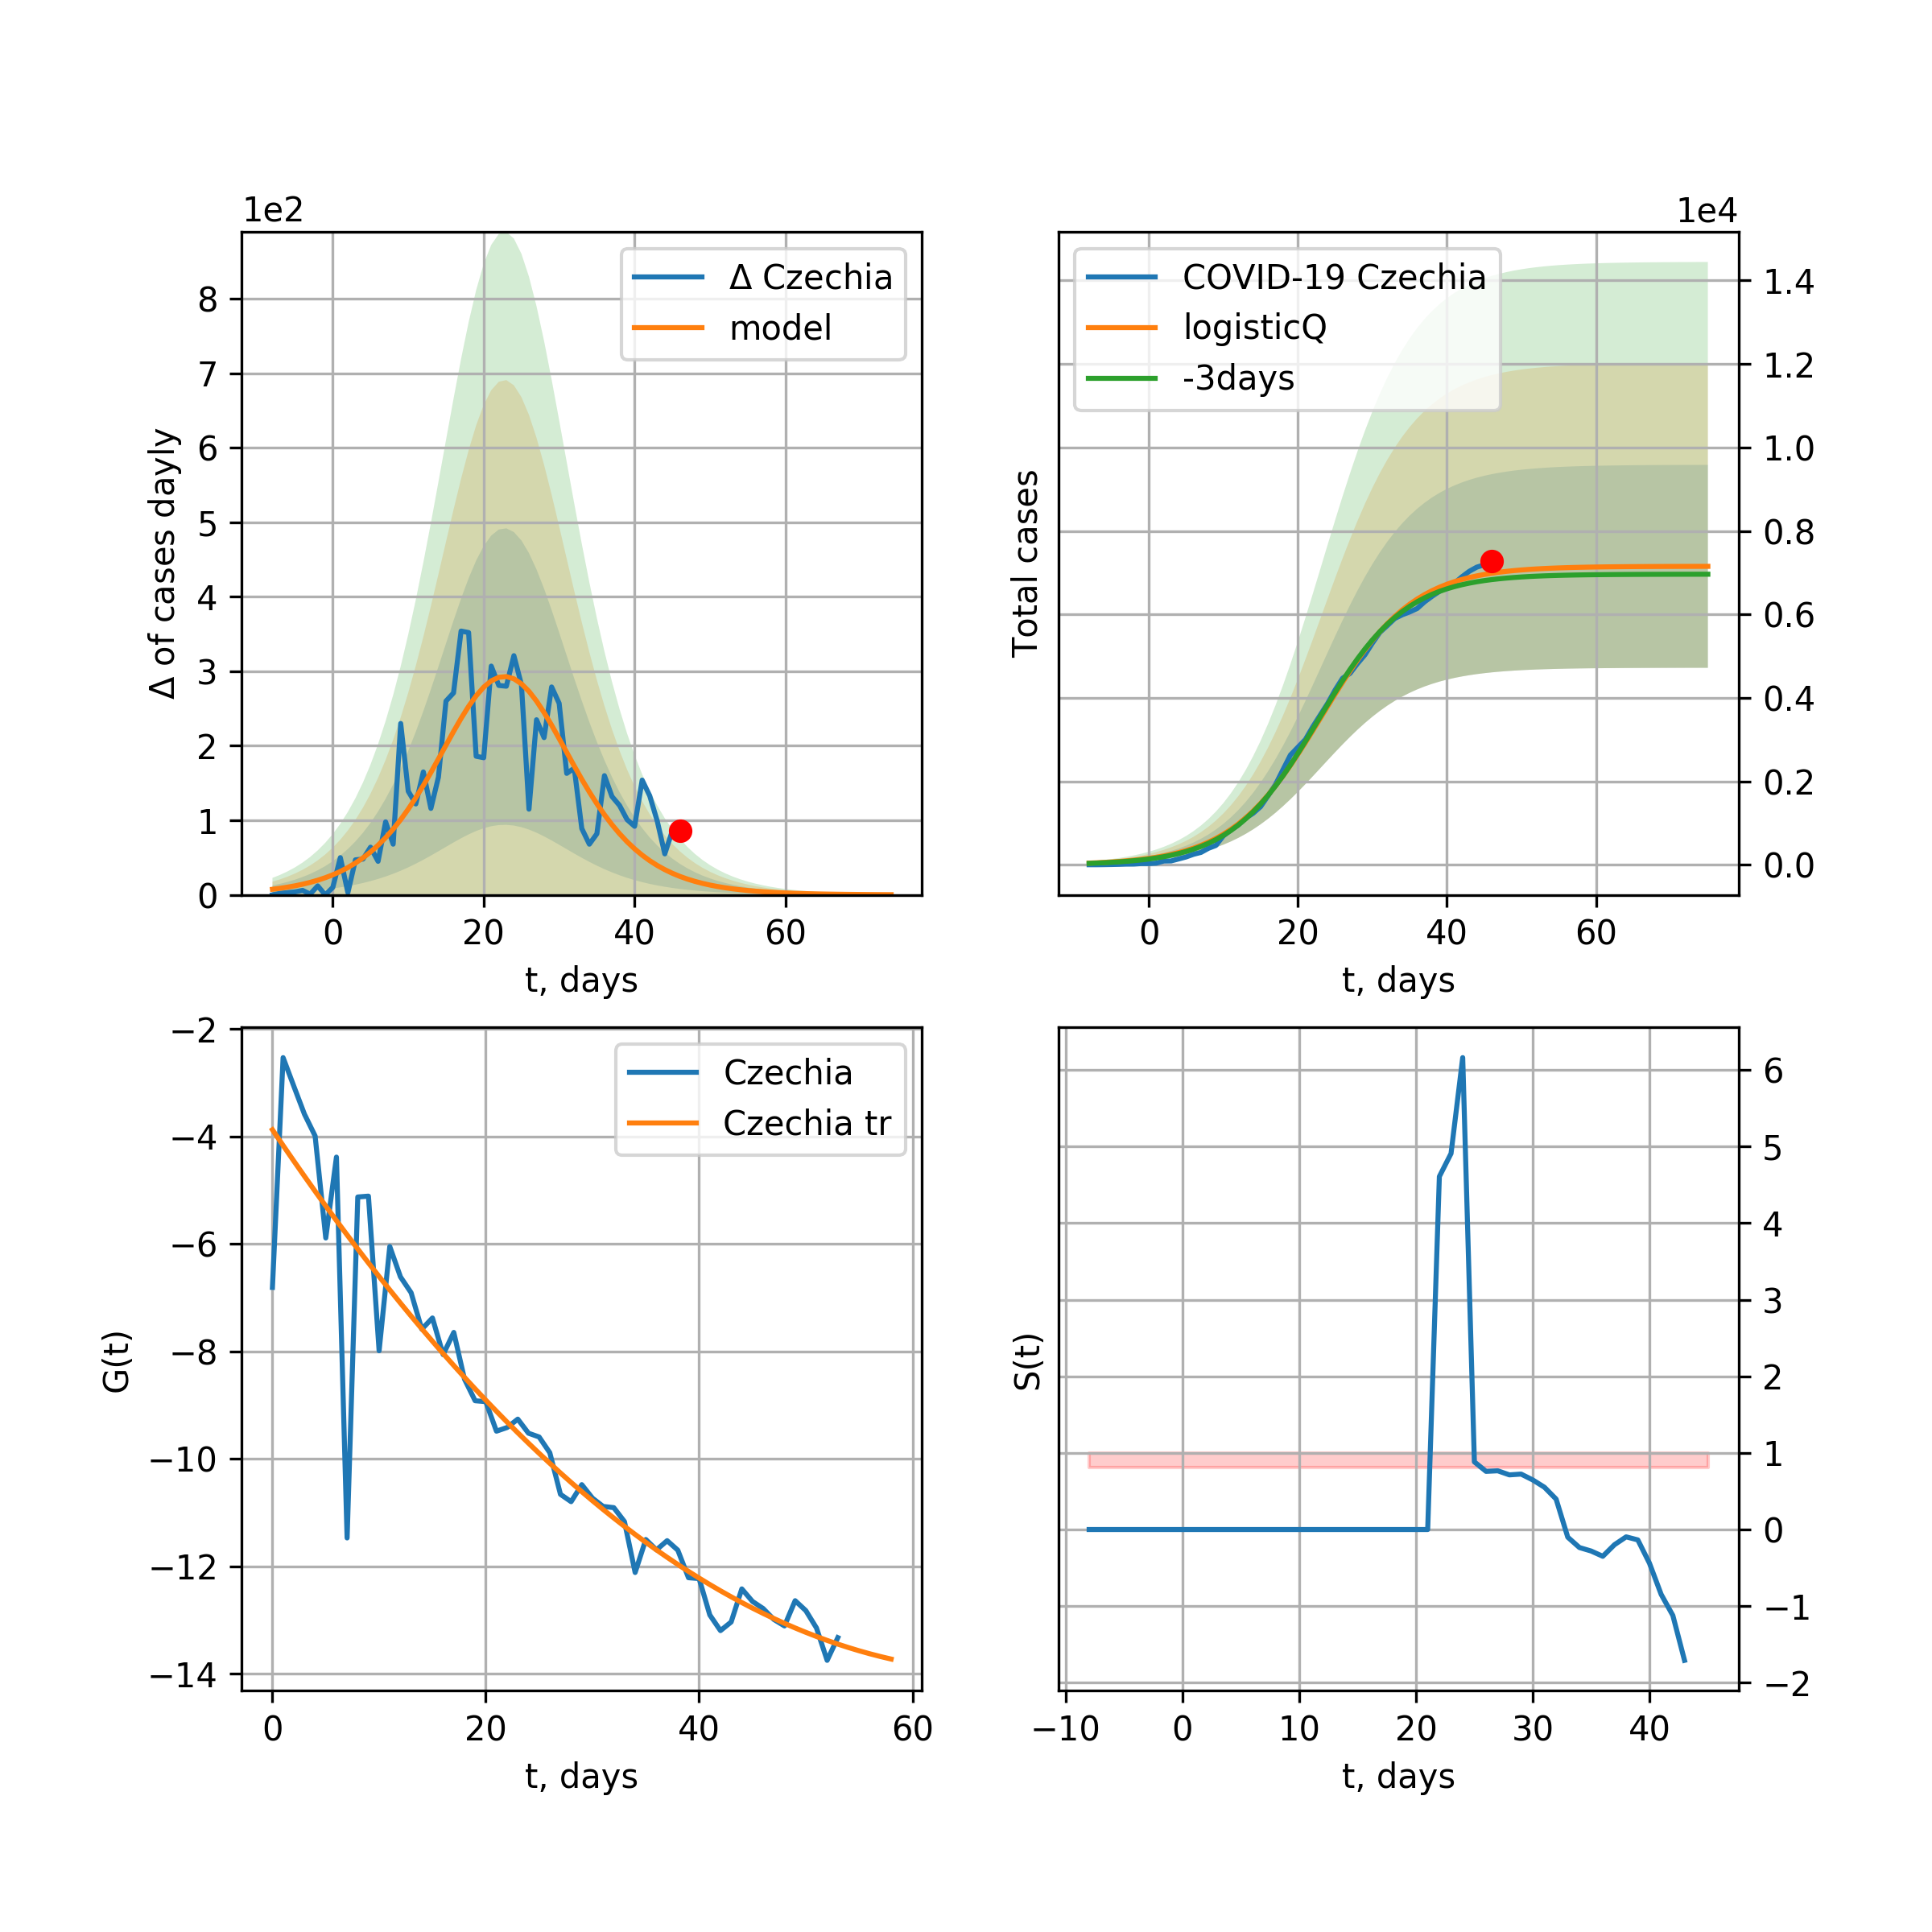 1e2
Δ Czechia
model
8
7
6
5
4
3
2
1
0
Δ of cases dayly
0 20 40 60
t, days
1e4
COVID-19 Czechia
logisticQ
-3days
Total cases
1.4
1.2
1.0
0.8
0.6
0.4
0.2
0.0
0 20 40 60
t, days
Czechia
Czechia tr
−2
−4
−6
−8
−10
−12
−14
G(t)
0 20 40 60
t, days
S(t)
6
5
4
3
2
1
0
−1
−2
−10 0 10 20 30 40
t, days